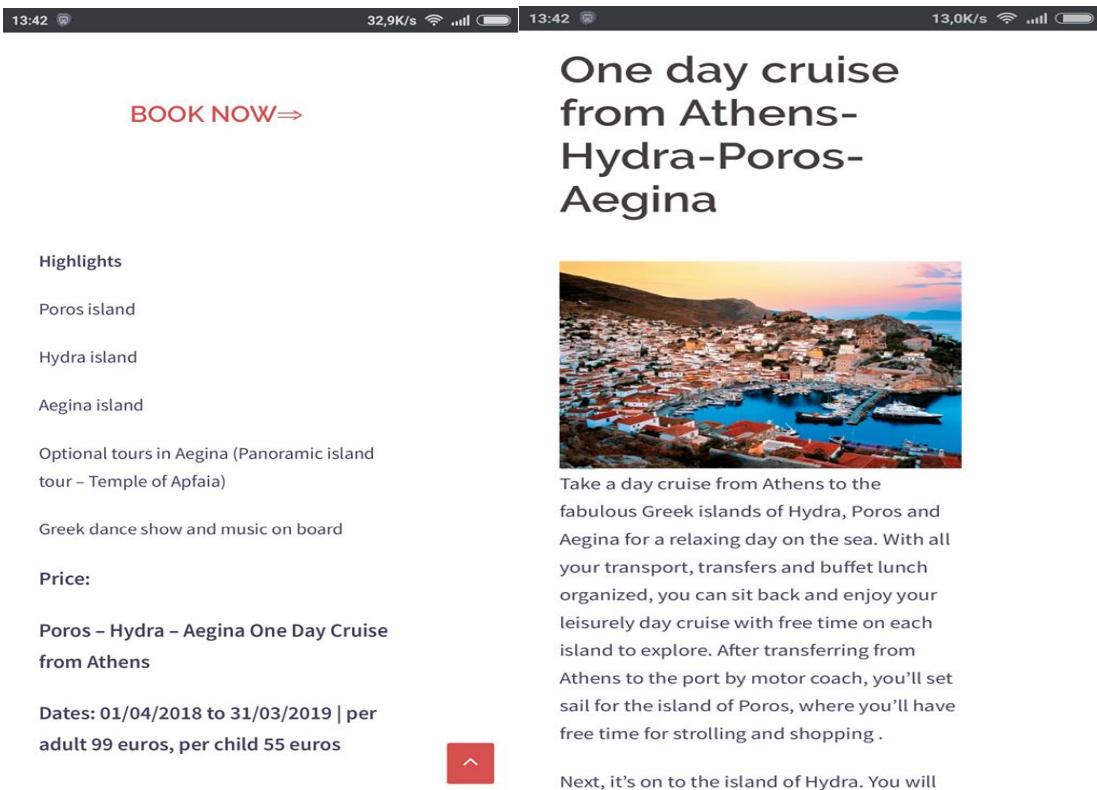 13:42
32,9K/s
BOOK NOW⇒
Highlights
Poros island
Hydra island
Aegina island
Optional tours in Aegina (Panoramic island
tour – Temple of Apfaia)
Greek dance show and music on board
Price:
Poros – Hydra – Aegina One Day Cruise
from Athens
Dates: 01/04/2018 to 31/03/2019 | per
adult 99 euros, per child 55 euros
13:42
13,0K/s
One day cruise
from Athens-
Hydra-Poros-
Aegina
Take a day cruise from Athens to the
fabulous Greek islands of Hydra, Poros and
Aegina for a relaxing day on the sea. With all
your transport, transfers and buffet lunch
organized, you can sit back and enjoy your
leisurely day cruise with free time on each
island to explore. After transferring from
Athens to the port by motor coach, you’ll set
sail for the island of Poros, where you’ll have
free time for strolling and shopping .
Next, it’s on to the island of Hydra. You will